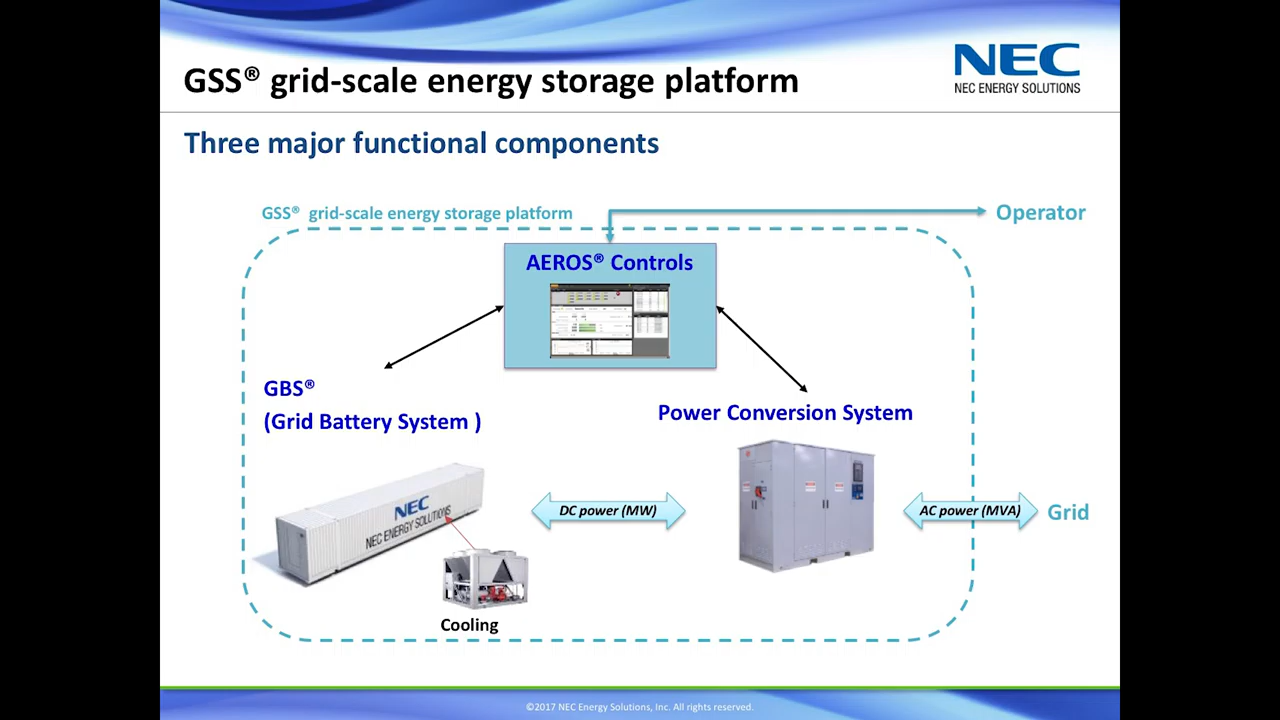 GSS® grid-scale energy storage platform
NEC
NEC ENERGY SOLUTIONS
Three major functional components
GSS® grid-scale energy storage platform
Operator
AEROS® Controls
GBS®
(Grid Battery System )
Power Conversion System
NEC
NEC ENERGY SOLUTIONS
DC power (MW)
AC power (MVA)
Grid
Cooling
©2017 NEC Energy Solutions, Inc. All rights reserved.